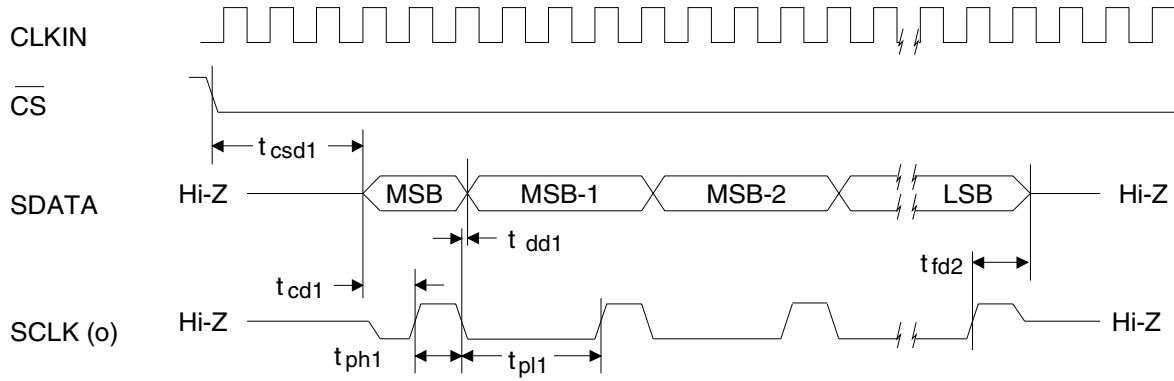 CLKIN
CS
t csd1
SDATA
Hi-Z
MSB
MSB-1
MSB-2
LSB
Hi-Z
t dd1
t fd2
t cd1
SCLK (o)
Hi-Z
Hi-Z
t ph1
t pl1